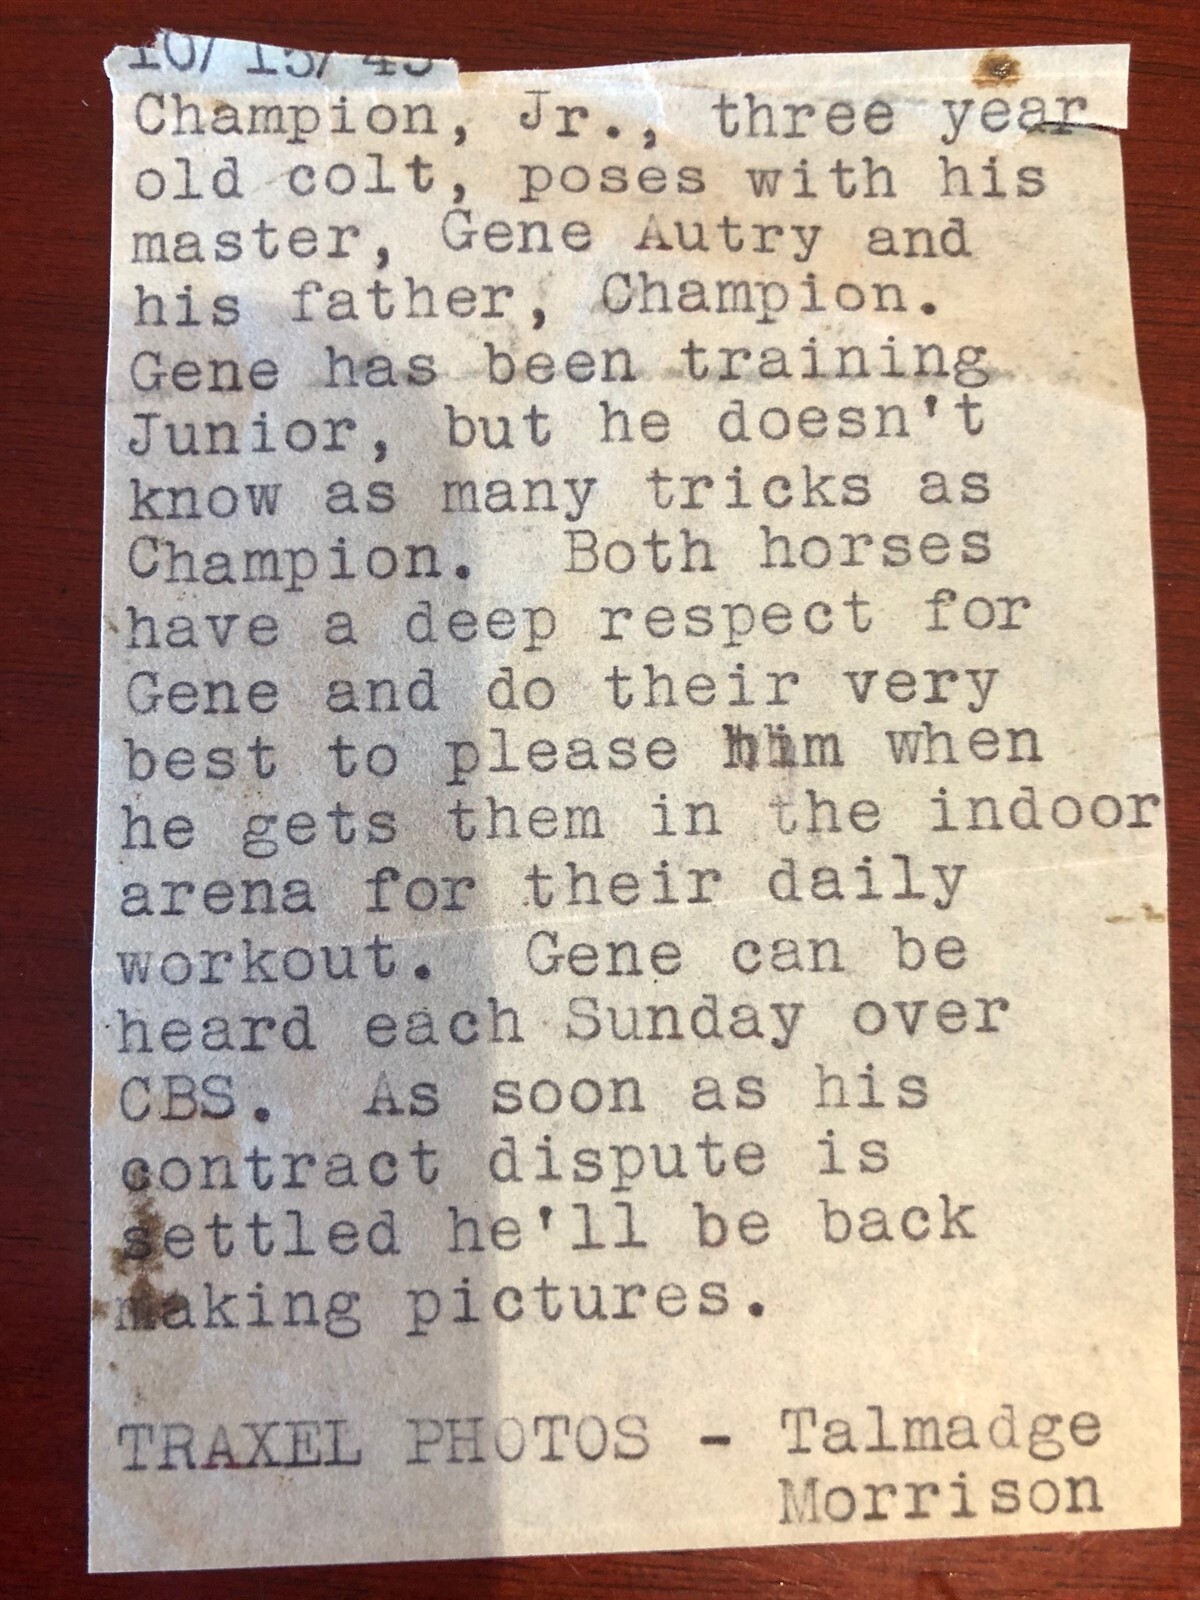 10/ 15/ 45
Champion, Jr., three year
old colt, poses with his
master, Gene Autry and
his father, Champion.
Gene has been training
Junior, but he doesn't
know as many tricks as
Champion. Both horses
have a deep respect for
Gene and do their very
best to please him when
he gets them in the indoor
arena for their daily
workout. Gene can be
heard each Sunday over
CBS. As soon as his
contract dispute is
settled he'll be back
making pictures.
TRAXEL PHOTOS - Talmadge
Morrison